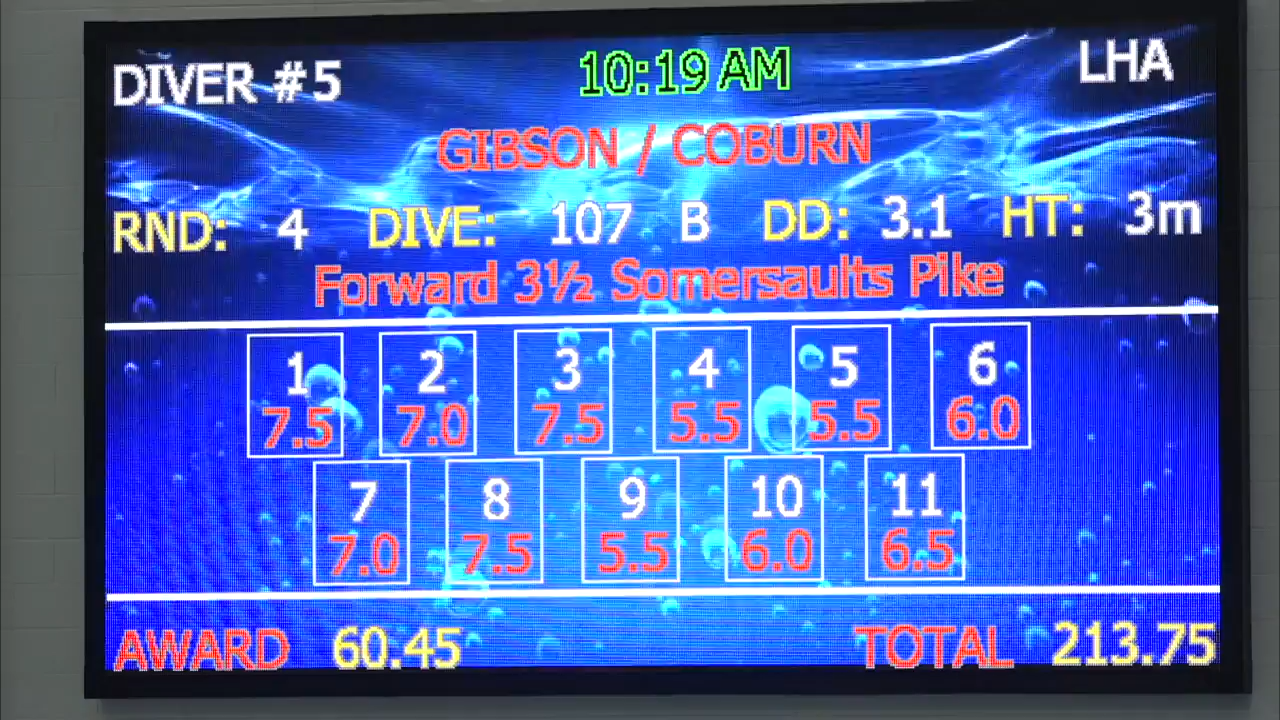 DIVER #5 10:19 AM LHA
GIBSON / COBURN
RND: 4 DIVE: 107 B DD: 3.1 HT: 3m
Forward 3½ Somersaults Pike
1 2 3 4 5 6
7.5 7.0 7.5 5.5 5.5 6.0
7 8 9 10 11
7.0 7.5 5.5 6.0 6.5
AWARD 60.45 TOTAL 213.75